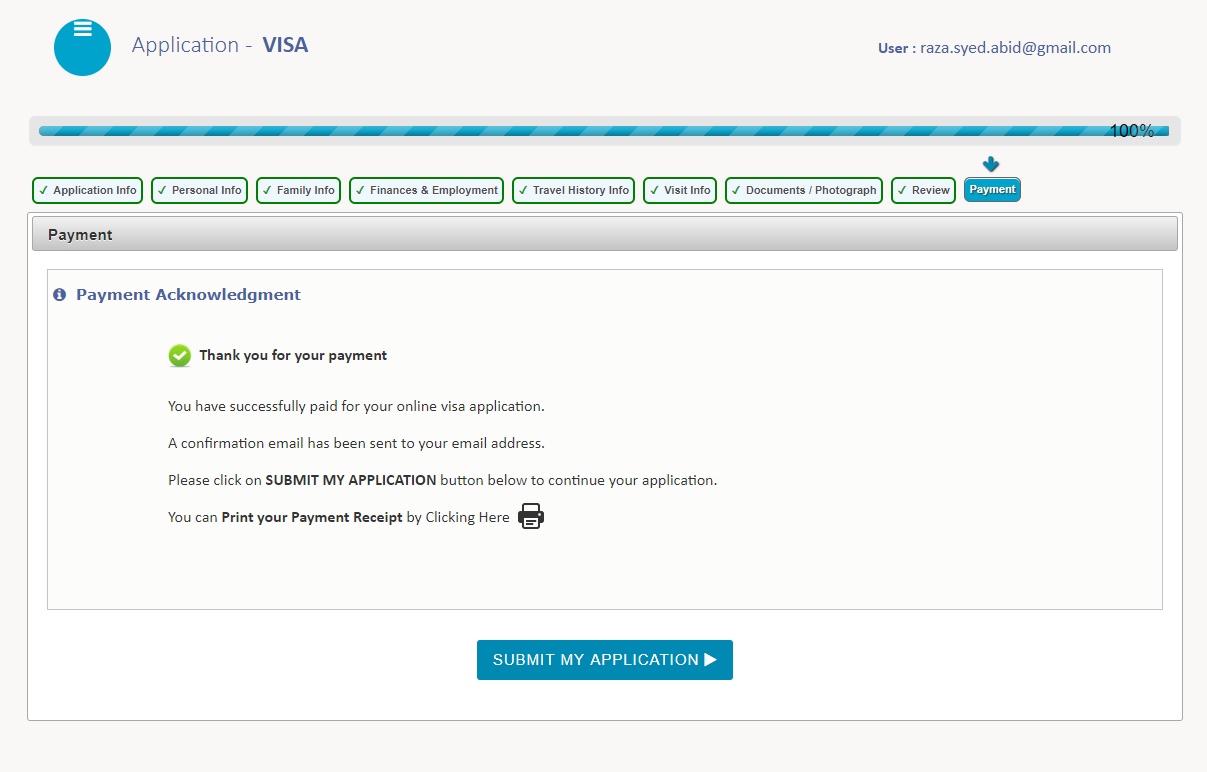 Application - VISA
User : raza.syed.abid@gmail.com
100%
✓ Application Info ✓ Personal Info ✓ Family Info ✓ Finances & Employment ✓ Travel History Info ✓ Visit Info ✓ Documents / Photograph ✓ Review Payment
Payment
Payment Acknowledgment
Thank you for your payment
You have successfully paid for your online visa application.
A confirmation email has been sent to your email address.
Please click on SUBMIT MY APPLICATION button below to continue your application.
You can Print your Payment Receipt by Clicking Here
SUBMIT MY APPLICATION